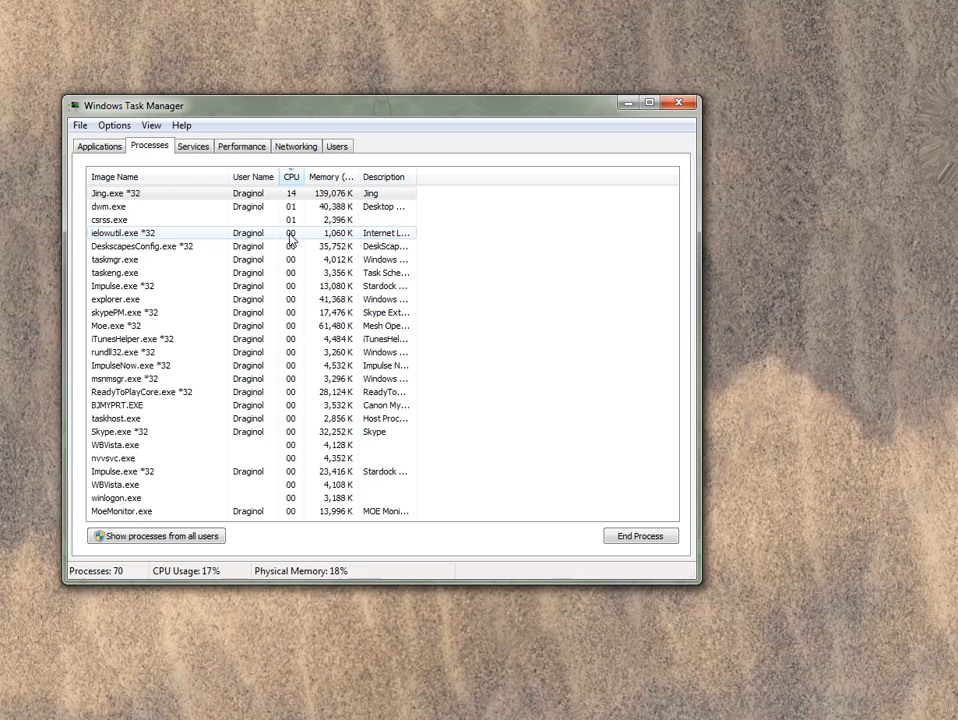 Windows Task Manager
File Options View Help
Applications Processes Services Performance Networking Users
Image Name User Name CPU Memory (... Description
Jing.exe *32 Draginol 14 139,076 K Jing
dwm.exe Draginol 01 40,388 K Desktop ...
csrss.exe 01 2,396 K
ielowutil.exe *32 Draginol 00 1,060 K Internet L...
DeskscapesConfig.exe *32 Draginol 00 35,752 K DeskScap...
taskmgr.exe Draginol 00 4,012 K Windows ...
taskeng.exe Draginol 00 3,356 K Task Sche...
Impulse.exe *32 Draginol 00 13,080 K Stardock ...
explorer.exe Draginol 00 41,368 K Windows ...
skypePM.exe *32 Draginol 00 17,476 K Skype Ext...
Moe.exe *32 Draginol 00 61,480 K Mesh Ope...
iTunesHelper.exe *32 Draginol 00 4,484 K iTunesHel...
rundll32.exe *32 Draginol 00 3,260 K Windows ...
ImpulseNow.exe *32 Draginol 00 4,532 K Impulse N...
msnmsgr.exe *32 Draginol 00 3,296 K Windows ...
ReadyToPlayCore.exe *32 Draginol 00 28,124 K ReadyTo...
BJMYPRT.EXE Draginol 00 3,532 K Canon My...
taskhost.exe Draginol 00 2,856 K Host Proc...
Skype.exe *32 Draginol 00 32,252 K Skype
WBVista.exe 00 4,128 K
nvvsvc.exe 00 4,352 K
Impulse.exe *32 Draginol 00 23,416 K Stardock ...
WBVista.exe 00 4,108 K
winlogon.exe 00 3,188 K
MoeMonitor.exe Draginol 00 13,996 K MOE Moni...
Show processes from all users End Process
Processes: 70 CPU Usage: 17% Physical Memory: 18%